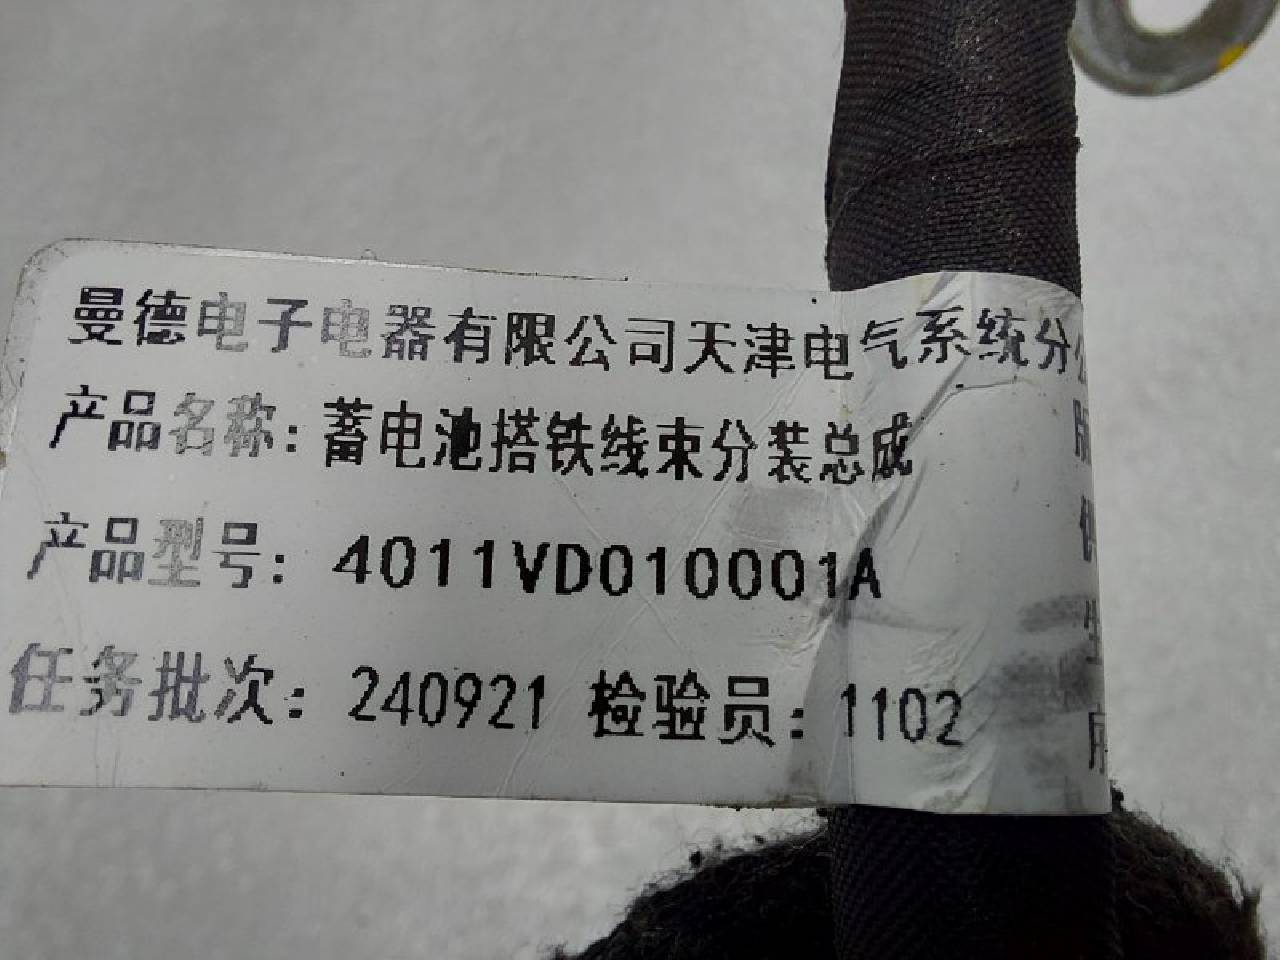 曼德电子电器有限公司天津电气系统分公
产品名称:蓄电池搭铁线束分装总成
产品型号:4011VD010001A
任务批次:240921 检验员:1102